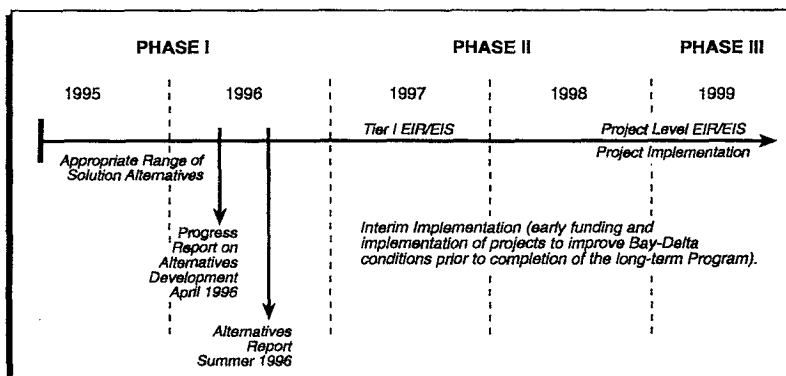 PHASE I
PHASE II
PHASE III
1995
1996
1997
1998
1999
Tier I EIR/EIS
Project Level EIR/EIS
Appropriate Range of
Solution Alternatives
Project Implementation
Progress
Report on
Alternatives
Development
April 1996
Interim Implementation (early funding and
implementation of projects to improve Bay-Delta
conditions prior to completion of the long-term Program).
Alternatives
Report
Summer 1996